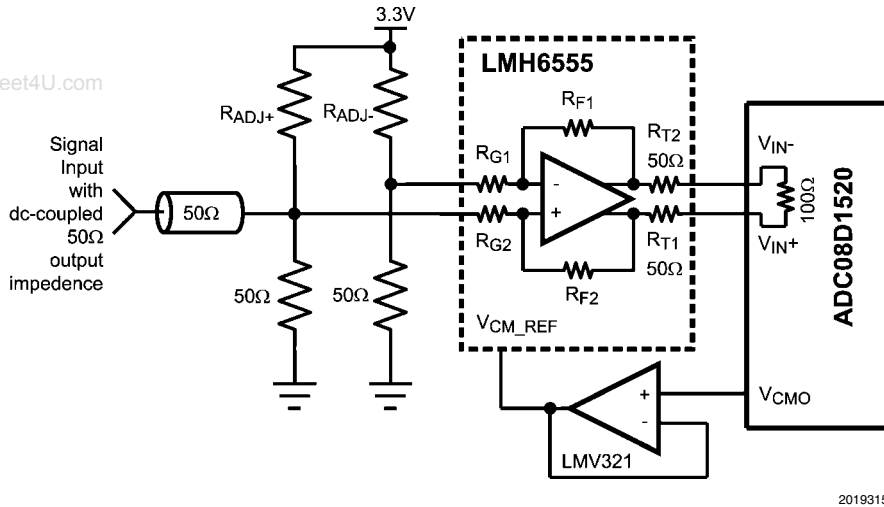 3.3V
eet4U.com
LMH6555
RADJ+
RADJ-
RF1
RT2
50Ω
RG1
VIN-
100Ω
Signal
Input
with
dc-coupled
50Ω
output
impedence
50Ω
-
+
RG2
RT1
50Ω
VIN+
RF2
50Ω
50Ω
VCM_REF
ADC08D1520
+
-
VCMO
LMV321
2019315